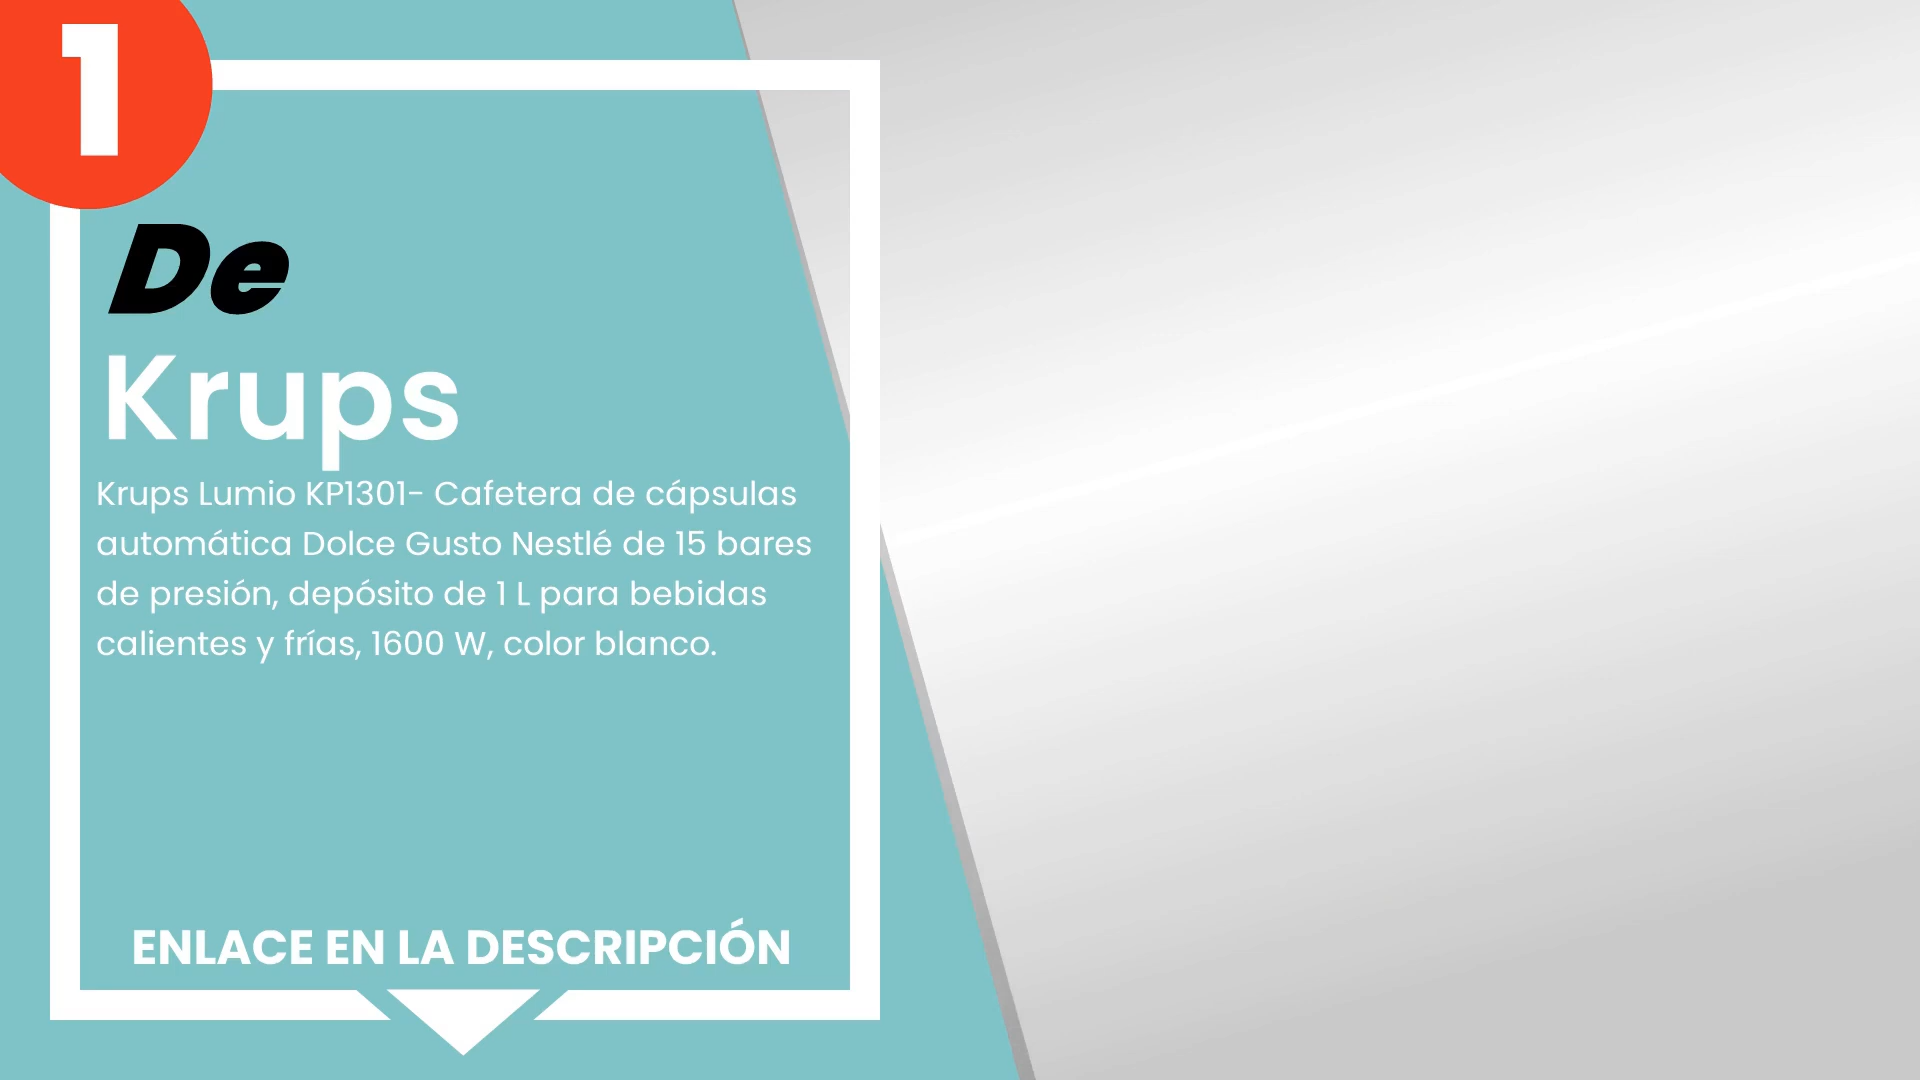 1
De
Krups
Krups Lumio KP1301- Cafetera de cápsulas
automática Dolce Gusto Nestlé de 15 bares
de presión, depósito de 1 L para bebidas
calientes y frías, 1600 W, color blanco.
ENLACE EN LA DESCRIPCIÓN